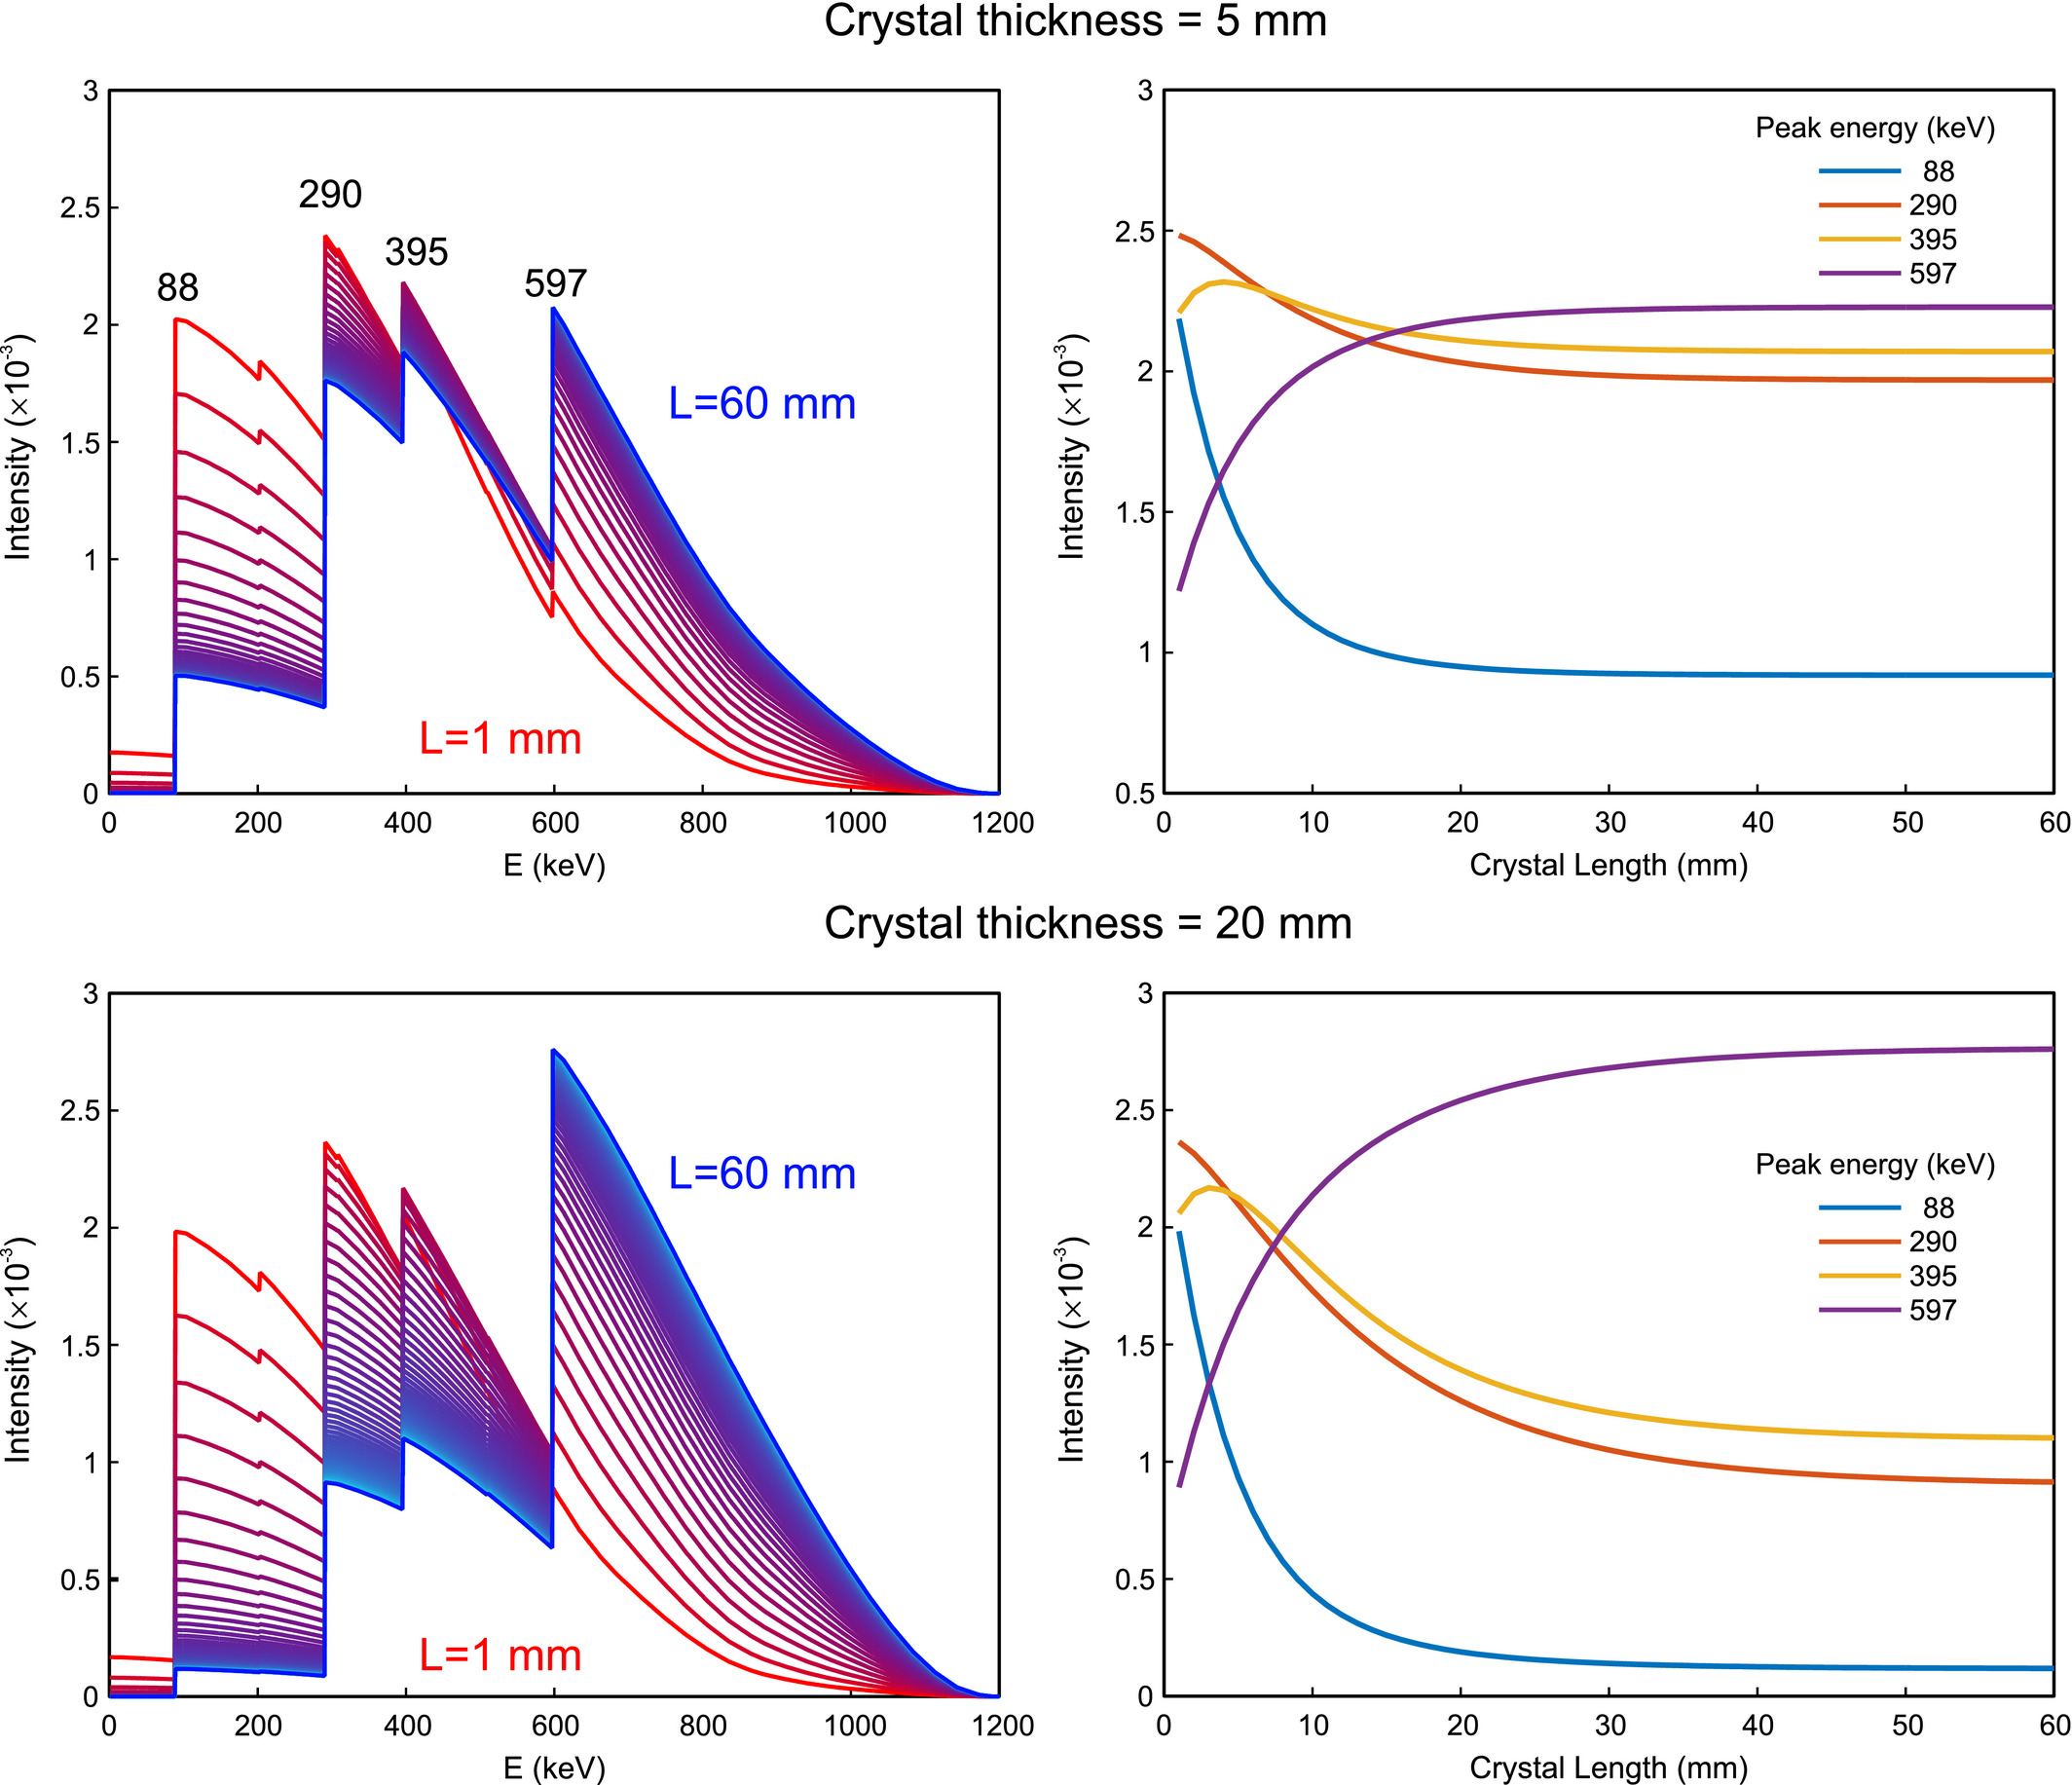 Crystal thickness = 5 mm
3
2.5
2
1.5
1
0.5
0
Intensity (×10⁻³)
88
290
395
597
L=60 mm
L=1 mm
0 200 400 600 800 1000 1200
E (keV)
3
2.5
2
1.5
1
0.5
Intensity (×10⁻³)
Peak energy (keV)
88
290
395
597
0 10 20 30 40 50 60
Crystal Length (mm)
Crystal thickness = 20 mm
3
2.5
2
1.5
1
0.5
0
Intensity (×10⁻³)
L=60 mm
L=1 mm
0 200 400 600 800 1000 1200
E (keV)
3
2.5
2
1.5
1
0.5
0
Intensity (×10⁻³)
Peak energy (keV)
88
290
395
597
0 10 20 30 40 50 60
Crystal Length (mm)